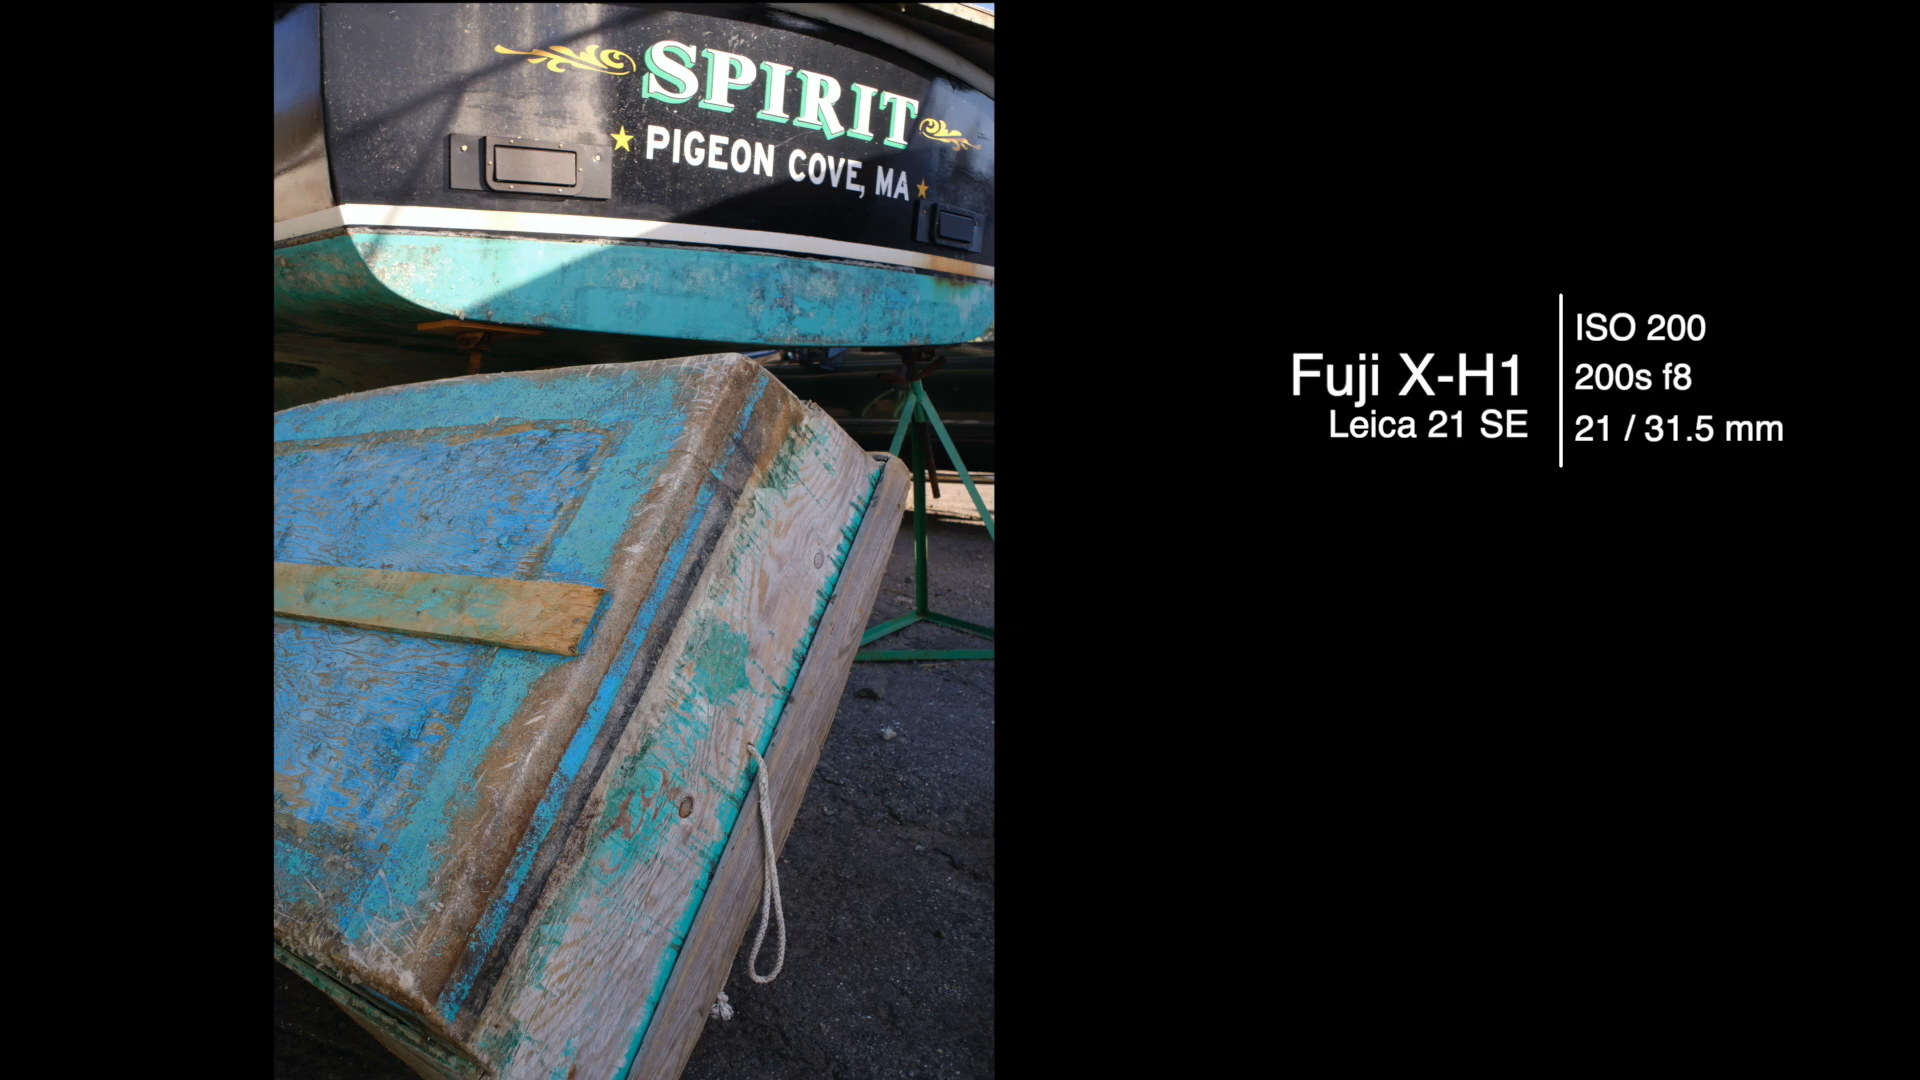 SPIRIT
PIGEON COVE, MA
Fuji X-H1
Leica 21 SE
ISO 200
200s f8
21 / 31.5 mm